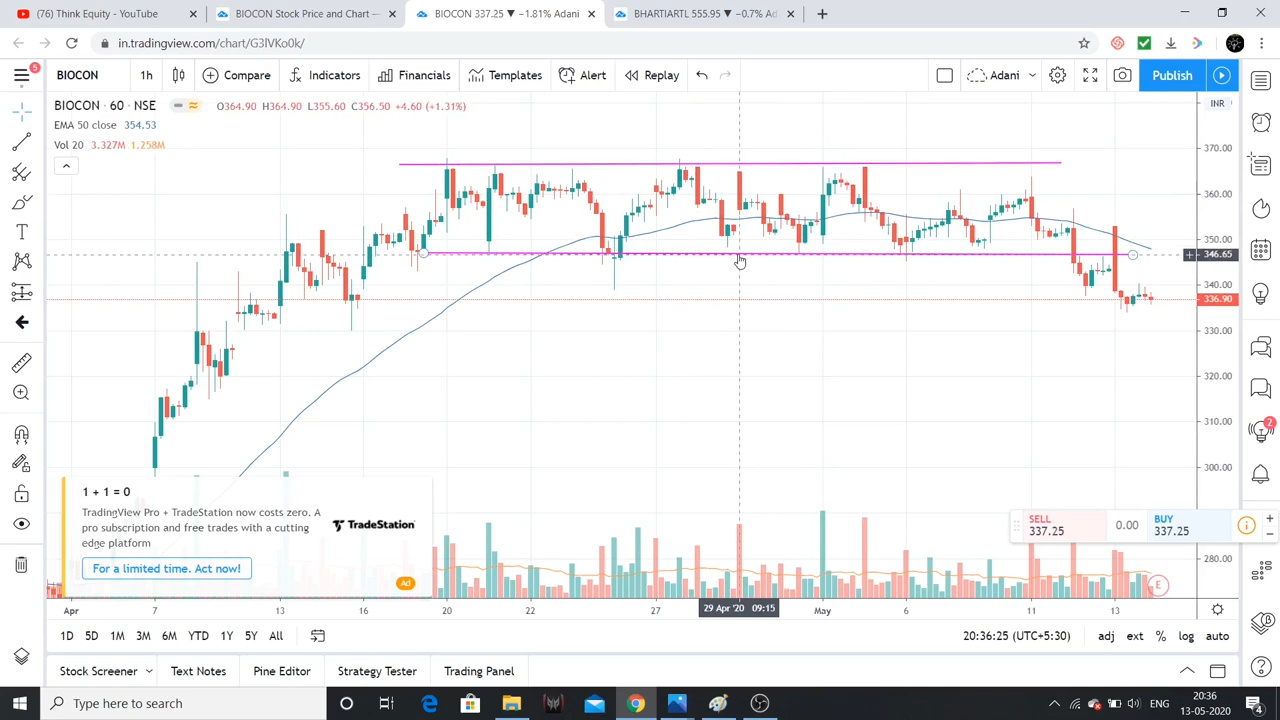 Think Equity - YouTube
BIOCON Stock Price and Chart —
BIOCON 337.25 ▼ −1.81% Adani
BHARTIARTL 555.95 ▼ −0.7% Ad
in.tradingview.com/chart/G3lVKo0k/
5
BIOCON
1h
Compare
Indicators
Financials
Templates
Alert
Replay
Adani
Publish
BIOCON · 60 · NSE
O364.90 H364.90 L355.60 C356.50 +4.60 (+1.31%)
INR
EMA 50 close 354.53
Vol 20 3.327M 1.258M
370.00
360.00
350.00
346.65
340.00
336.90
330.00
320.00
310.00
300.00
280.00
2
1 + 1 = 0
TradingView Pro + TradeStation now costs zero. A
pro subscription and free trades with a cutting
edge platform
TradeStation
For a limited time. Act now!
Ad
SELL
337.25
0.00
BUY
337.25
E
Apr 7 13 16 20 22 27 29 Apr '20 09:15 May 6 11 13
1D 5D 1M 3M 6M YTD 1Y 5Y All
20:36:25 (UTC+5:30) adj ext % log auto
Stock Screener Text Notes Pine Editor Strategy Tester Trading Panel
Type here to search
ENG
20:36
13-05-2020
4